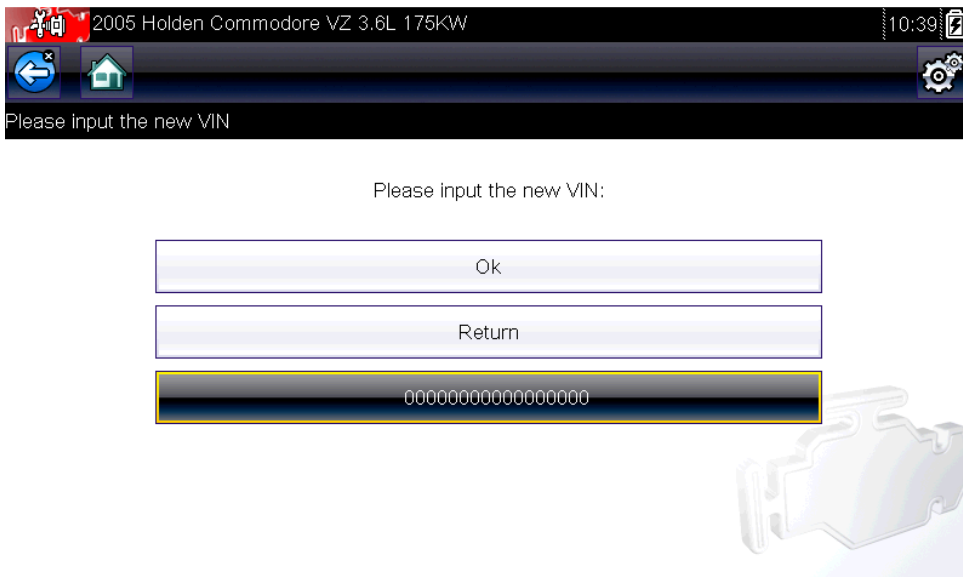 2005 Holden Commodore VZ 3.6L 175KW
10:39
Please input the new VIN
Please input the new VIN:
Ok
Return
00000000000000000